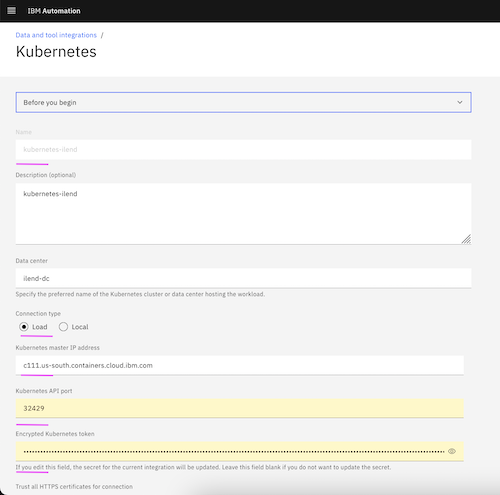 IBM Automation
Data and tool integrations /
Kubernetes
Before you begin
Name
kubernetes-ilend
Description (optional)
kubernetes-ilend
Data center
ilend-dc
Specify the preferred name of the Kubernetes cluster or data center hosting the workload.
Connection type
Load Local
Kubernetes master IP address
c111.us-south.containers.cloud.ibm.com
Kubernetes API port
32429
Encrypted Kubernetes token
If you edit this field, the secret for the current integration will be updated. Leave this field blank if you do not want to update the secret.
Trust all HTTPS certificates for connection